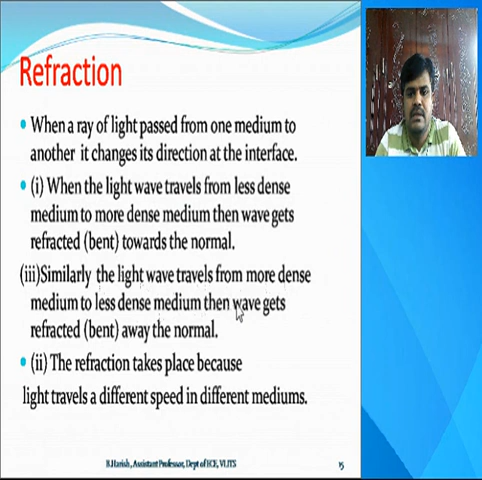 Refraction
• When a ray of light passed from one medium to
another it changes its direction at the interface.
• (i) When the light wave travels from less dense
medium to more dense medium then wave gets
refracted (bent) towards the normal.
(iii)Similarly the light wave travels from more dense
medium to less dense medium then wave gets
refracted (bent) away the normal.
• (ii) The refraction takes place because
light travels a different speed in different mediums.
B.Harish , Assistant Professor, Dept of ECE, VLITS
15